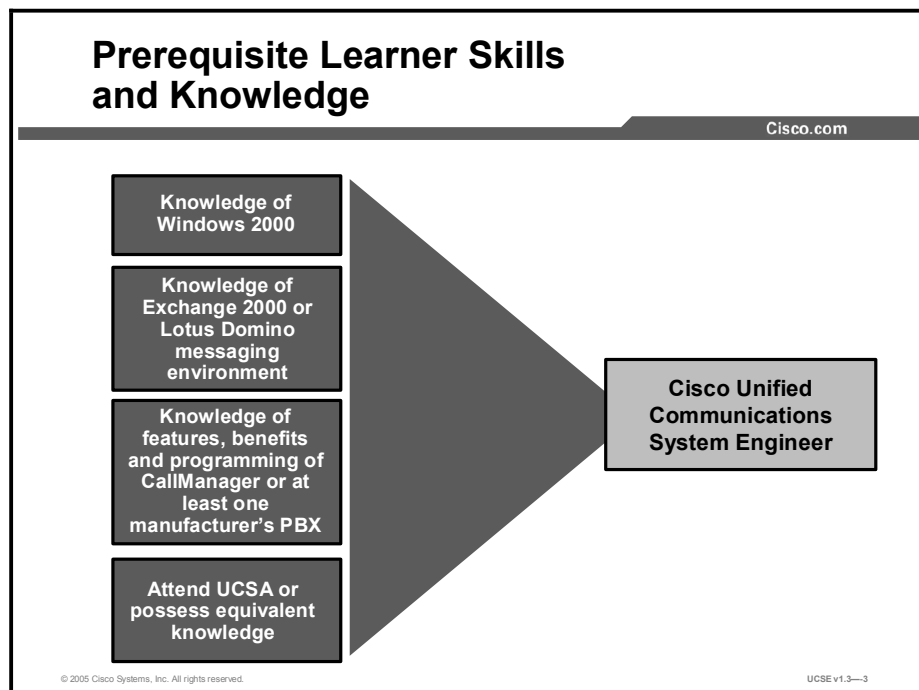 Prerequisite Learner Skills
and Knowledge
Cisco.com
Knowledge of
Windows 2000
Knowledge of
Exchange 2000 or
Lotus Domino
messaging
environment
Knowledge of
features, benefits
and programming of
CallManager or at
least one
manufacturer's PBX
Attend UCSA or
possess equivalent
knowledge
Cisco Unified
Communications
System Engineer
© 2005 Cisco Systems, Inc. All rights reserved.
UCSE v1.3—-3